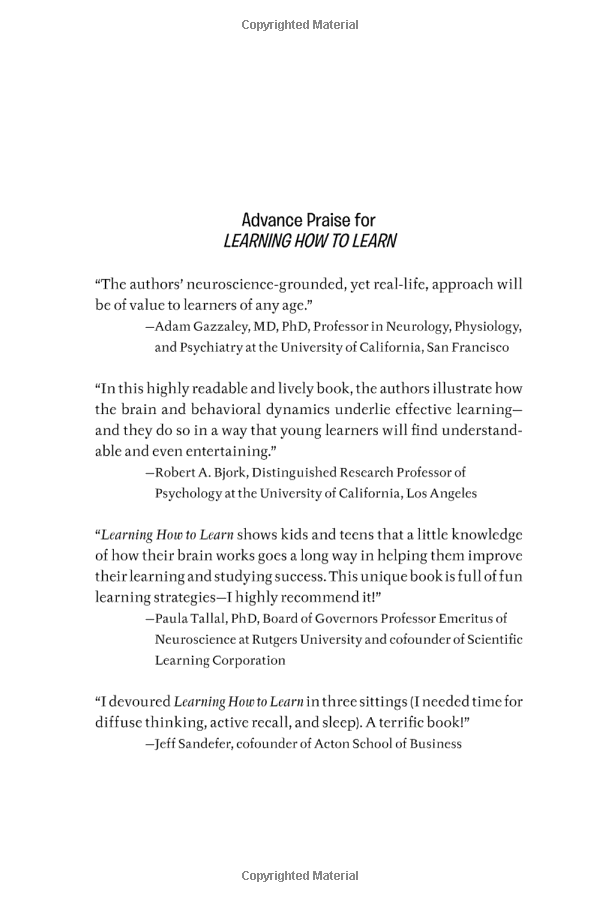 Copyrighted Material
Advance Praise for
LEARNING HOW TO LEARN
“The authors’ neuroscience-grounded, yet real-life, approach will
be of value to learners of any age.”
—Adam Gazzaley, MD, PhD, Professor in Neurology, Physiology,
and Psychiatry at the University of California, San Francisco
“In this highly readable and lively book, the authors illustrate how
the brain and behavioral dynamics underlie effective learning—
and they do so in a way that young learners will find understand-
able and even entertaining.”
—Robert A. Bjork, Distinguished Research Professor of
Psychology at the University of California, Los Angeles
“Learning How to Learn shows kids and teens that a little knowledge
of how their brain works goes a long way in helping them improve
their learning and studying success. This unique book is full of fun
learning strategies—I highly recommend it!”
—Paula Tallal, PhD, Board of Governors Professor Emeritus of
Neuroscience at Rutgers University and cofounder of Scientific
Learning Corporation
“I devoured Learning How to Learn in three sittings (I needed time for
diffuse thinking, active recall, and sleep). A terrific book!”
—Jeff Sandefer, cofounder of Acton School of Business
Copyrighted Material